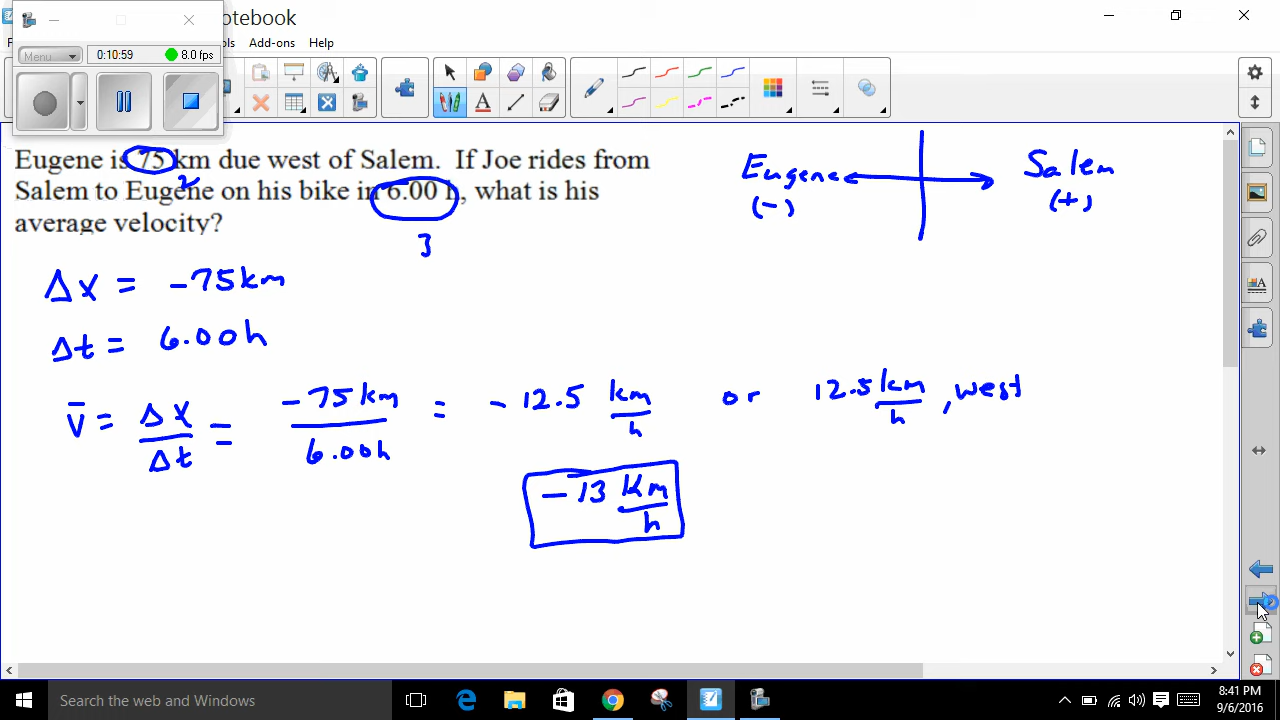 otebook
ols Add-ons Help
Menu
0:10:59 8.0 fps
Eugene is 75 km due west of Salem. If Joe rides from
Salem to Eugene on his bike in 6.00 h, what is his
average velocity?
2
3
Eugene Salem
(-) (+)
Δx = -75km
Δt = 6.00h
v̄ = Δx/Δt = -75km/6.00h = -12.5 km/h or 12.5 km/h, west
-13 km/h
Search the web and Windows
8:41 PM
9/6/2016